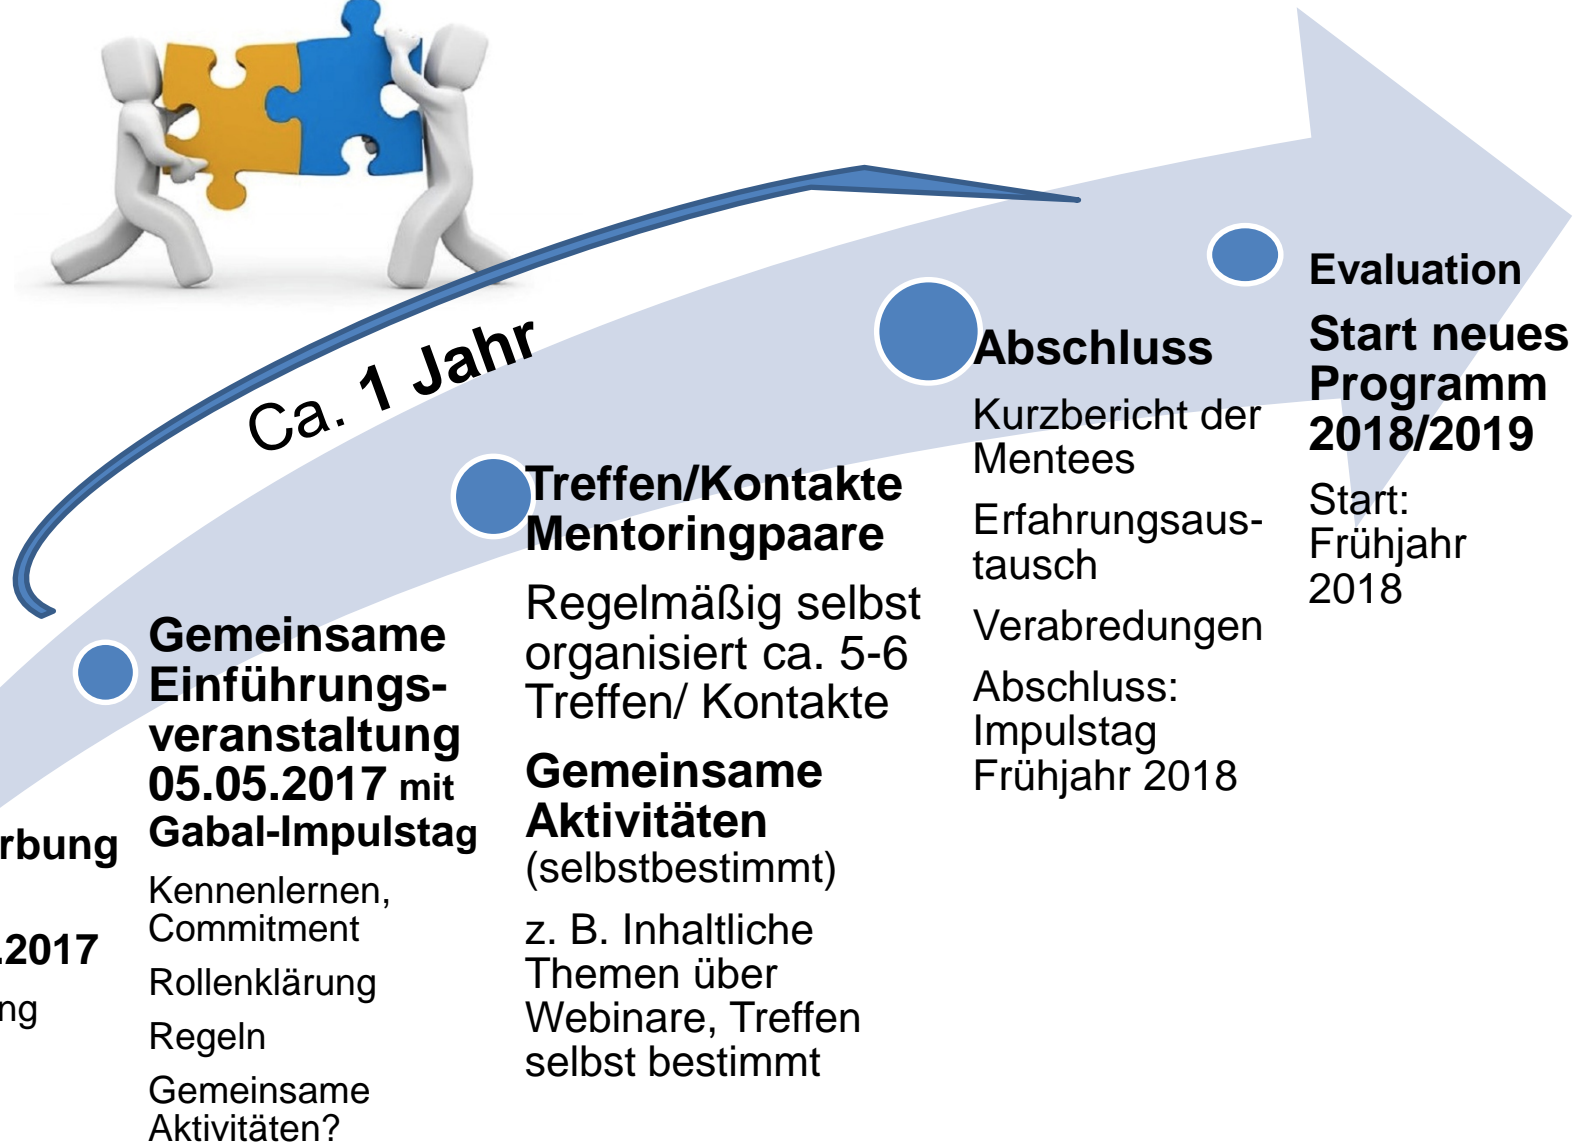 Ca. 1 Jahr
rbung
.2017
ng
Gemeinsame
Einführungs-
veranstaltung
05.05.2017 mit
Gabal-Impulstag
Kennenlernen,
Commitment
Rollenklärung
Regeln
Gemeinsame
Aktivitäten?
Treffen/Kontakte
Mentoringpaare
Regelmäßig selbst
organisiert ca. 5-6
Treffen/ Kontakte
Gemeinsame
Aktivitäten
(selbstbestimmt)
z. B. Inhaltliche
Themen über
Webinare, Treffen
selbst bestimmt
Abschluss
Kurzbericht der
Mentees
Erfahrungsaus-
tausch
Verabredungen
Abschluss:
Impulstag
Frühjahr 2018
Evaluation
Start neues
Programm
2018/2019
Start:
Frühjahr
2018